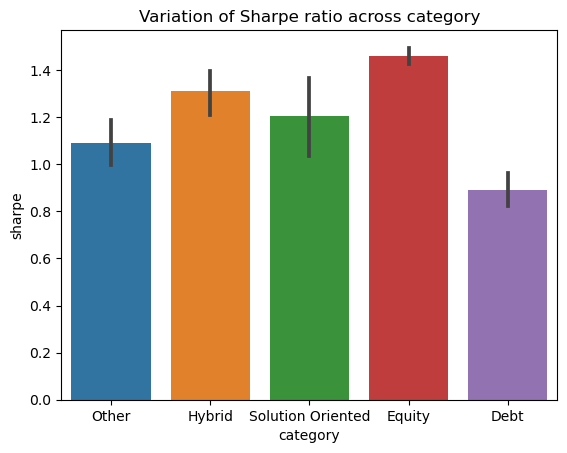 Variation of Sharpe ratio across category
sharpe
1.4
1.2
1.0
0.8
0.6
0.4
0.2
0.0
Other Hybrid Solution Oriented Equity Debt
category